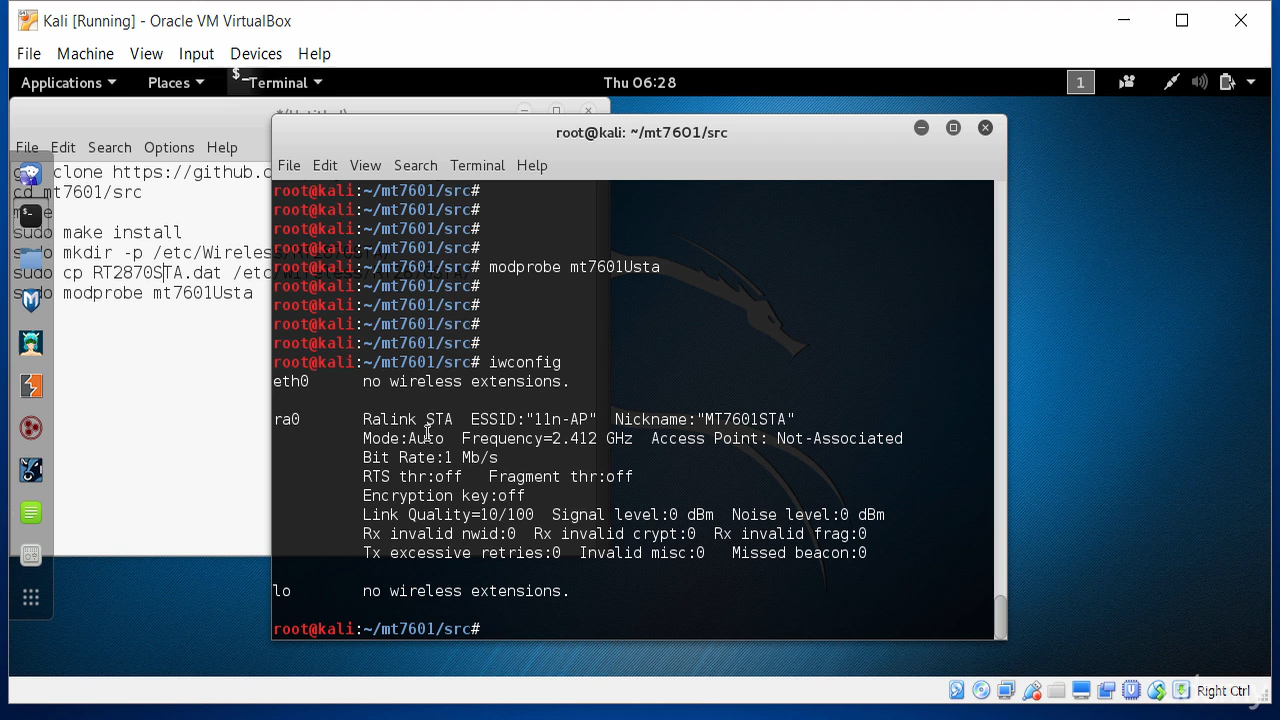 Kali [Running] - Oracle VM VirtualBox
File Machine View Input Devices Help
Applications Places Terminal Thu 06:28 1
File Edit Search Options Help
clone https://github.c
cd mt7601/src
sudo make install
sudo mkdir -p /etc/Wireless
sudo cp RT2870STA.dat /etc
sudo modprobe mt7601Usta
root@kali: ~/mt7601/src
File Edit View Search Terminal Help
root@kali:~/mt7601/src#
root@kali:~/mt7601/src#
root@kali:~/mt7601/src#
root@kali:~/mt7601/src#
root@kali:~/mt7601/src# modprobe mt7601Usta
root@kali:~/mt7601/src#
root@kali:~/mt7601/src#
root@kali:~/mt7601/src#
root@kali:~/mt7601/src#
root@kali:~/mt7601/src# iwconfig
eth0 no wireless extensions.
ra0 Ralink STA ESSID:"11n-AP" Nickname:"MT7601STA"
Mode:Auto Frequency=2.412 GHz Access Point: Not-Associated
Bit Rate:1 Mb/s
RTS thr:off Fragment thr:off
Encryption key:off
Link Quality=10/100 Signal level:0 dBm Noise level:0 dBm
Rx invalid nwid:0 Rx invalid crypt:0 Rx invalid frag:0
Tx excessive retries:0 Invalid misc:0 Missed beacon:0
lo no wireless extensions.
root@kali:~/mt7601/src#
Right Ctrl